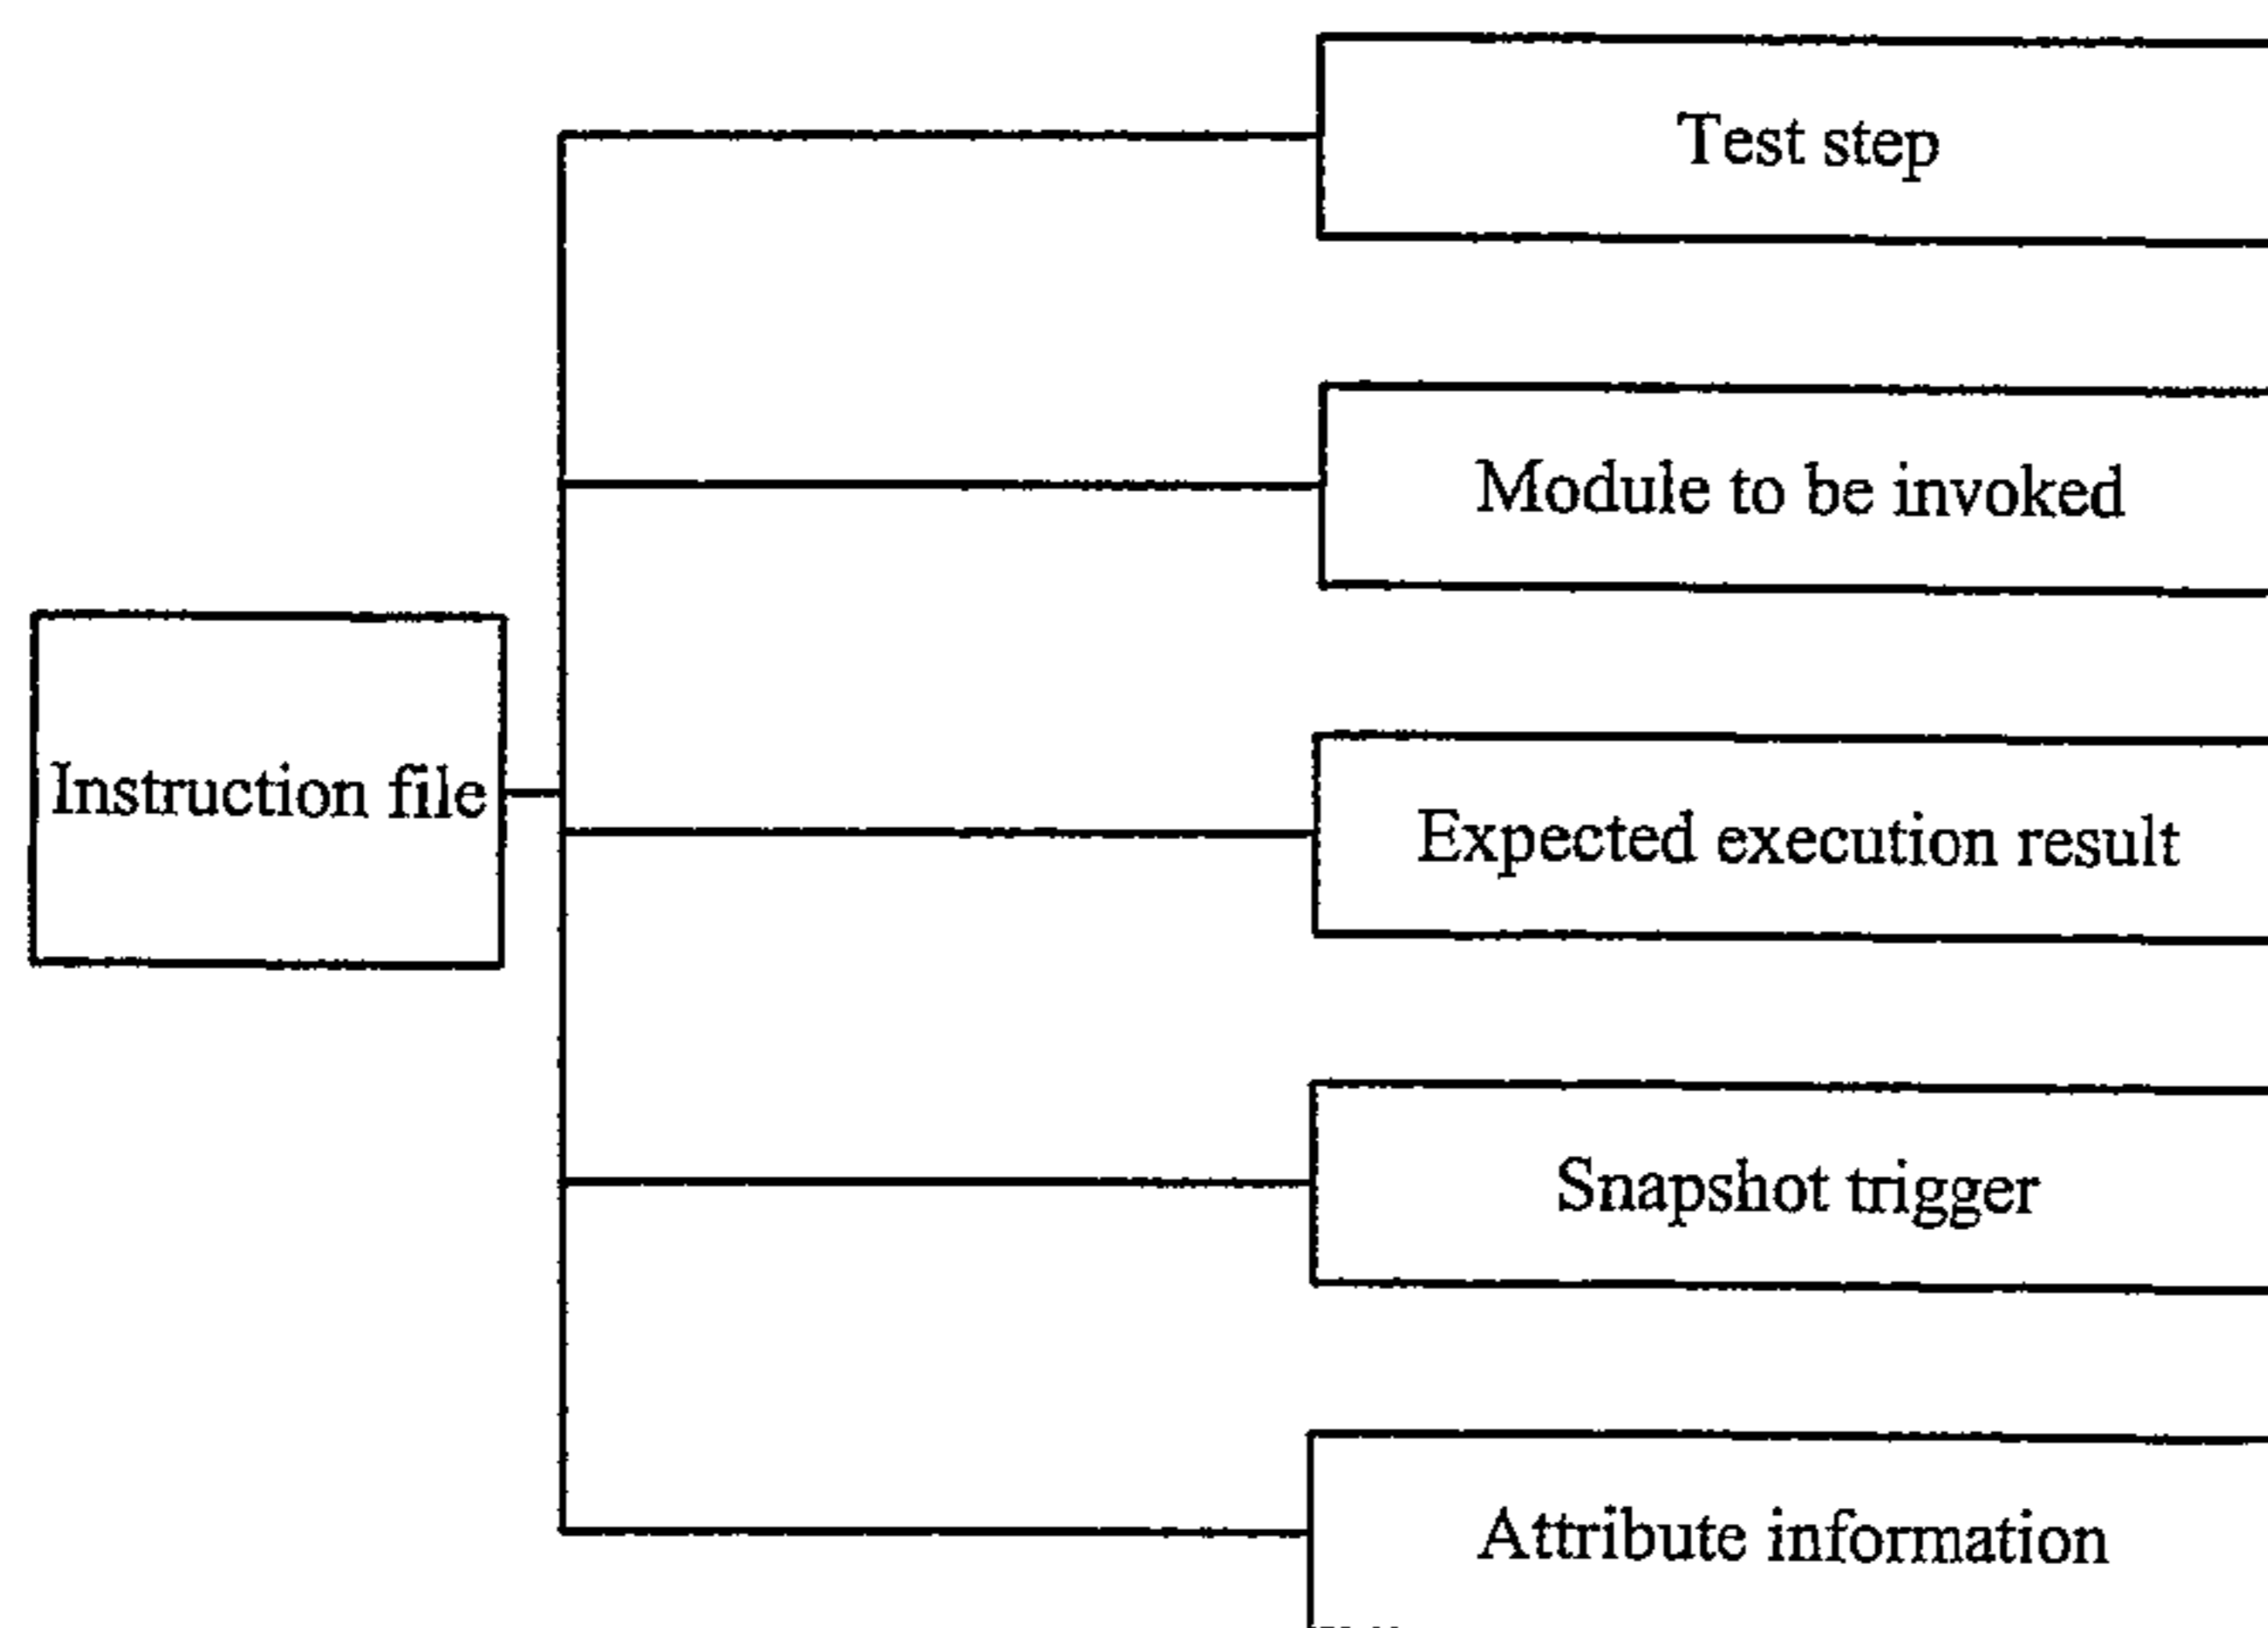 Test step
Module to be invoked
Instruction file
Expected execution result
Snapshot trigger
Attribute information